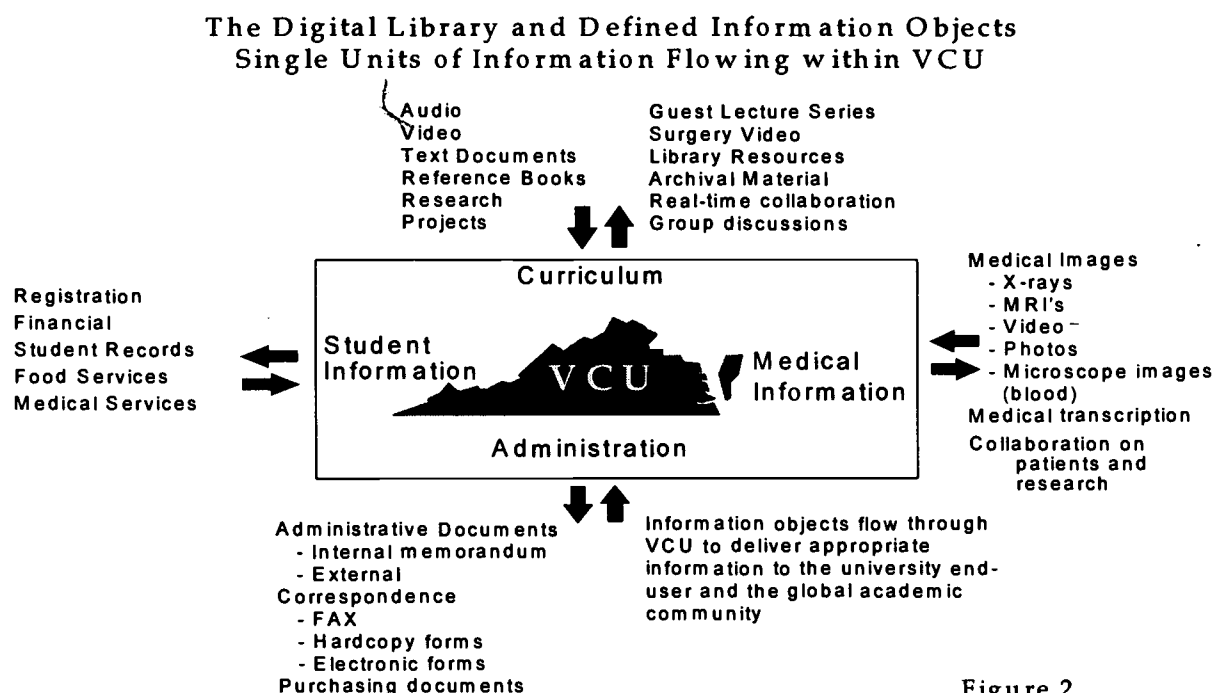 The Digital Library and Defined Information Objects
Single Units of Information Flowing within VCU
Audio
Video
Text Documents
Reference Books
Research
Projects
Guest Lecture Series
Surgery Video
Library Resources
Archival Material
Real-time collaboration
Group discussions
Registration
Financial
Student Records
Food Services
Medical Services
Curriculum
Student
Information
VCU
Medical
Information
Administration
Medical Images
- X-rays
- MRI's
- Video
- Photos
- Microscope images
(blood)
Medical transcription
Collaboration on
patients and
research
Administrative Documents
- Internal memorandum
- External
Correspondence
- FAX
- Hardcopy forms
- Electronic forms
Purchasing documents
Information objects flow through
VCU to deliver appropriate
information to the university end-
user and the global academic
community
Figure 2